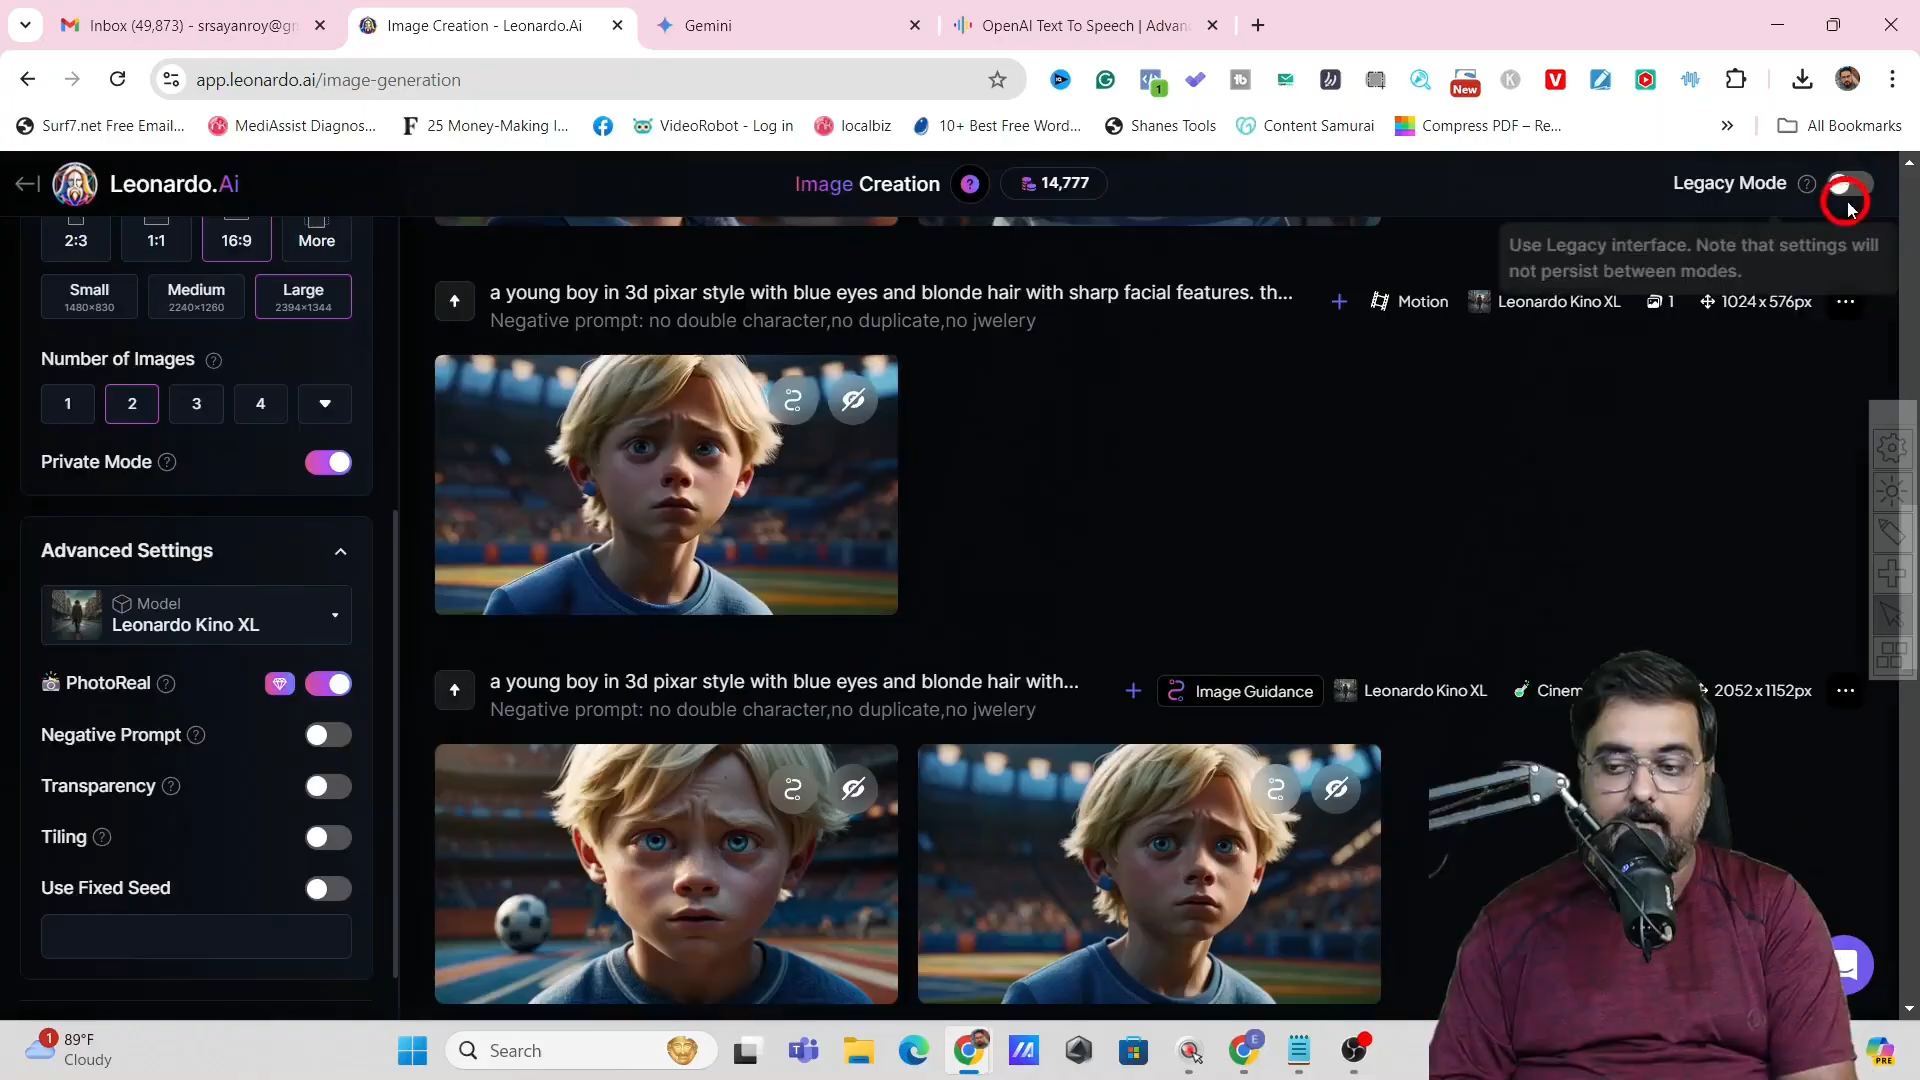 Inbox (49,873) - srsayanroy@gm
Image Creation - Leonardo.Ai
Gemini
OpenAI Text To Speech | Advan
app.leonardo.ai/image-generation
1
New
Surf7.net Free Email...
MediAssist Diagnos...
25 Money-Making I...
VideoRobot - Log in
localbiz
10+ Best Free Word...
Shanes Tools
Content Samurai
Compress PDF – Re...
All Bookmarks
Leonardo.Ai
Image Creation
14,777
Legacy Mode
Use Legacy interface. Note that settings will
not persist between modes.
2:3
1:1
16:9
More
Small
1480×830
Medium
2240×1260
Large
2394×1344
Number of Images
1
2
3
4
Private Mode
Advanced Settings
Model
Leonardo Kino XL
PhotoReal
Negative Prompt
Transparency
Tiling
Use Fixed Seed
a young boy in 3d pixar style with blue eyes and blonde hair with sharp facial features. th...
Negative prompt: no double character,no duplicate,no jwelery
Motion
Leonardo Kino XL
1
1024 x 576px
a young boy in 3d pixar style with blue eyes and blonde hair with...
Negative prompt: no double character,no duplicate,no jwelery
Image Guidance
Leonardo Kino XL
Cinem
2052 x 1152px
1
89°F
Cloudy
Search
E
PRE